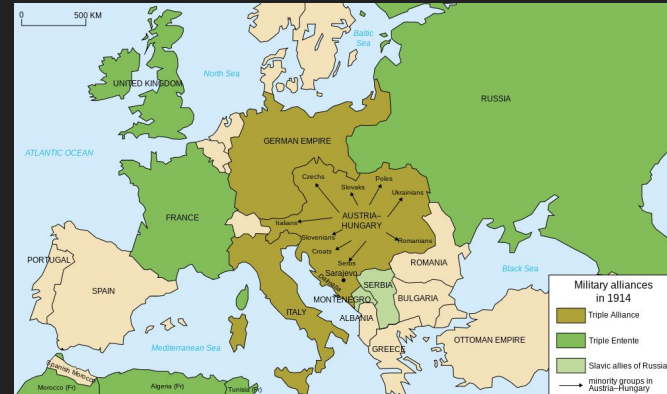 0 500 KM
Baltic
Sea
North Sea
UNITED KINGDOM
RUSSIA
GERMAN EMPIRE
ATLANTIC OCEAN
Czechs
Poles
Slovaks
Ukrainians
FRANCE
AUSTRIA–
HUNGARY
Italians
Slovenians
Romanians
Croats
PORTUGAL
Serbs
ROMANIA
Sarajevo
Black Sea
SPAIN
Bosnia
SERBIA
MONTENEGRO
BULGARIA
ITALY
ALBANIA
OTTOMAN EMPIRE
Mediterranean Sea
GREECE
Spanish Morocco
Morocco (Fr)
Algeria (Fr)
Tunisia (Fr)
Military alliances
in 1914
Triple Alliance
Triple Entente
Slavic allies of Russia
minority groups in
Austria–Hungary